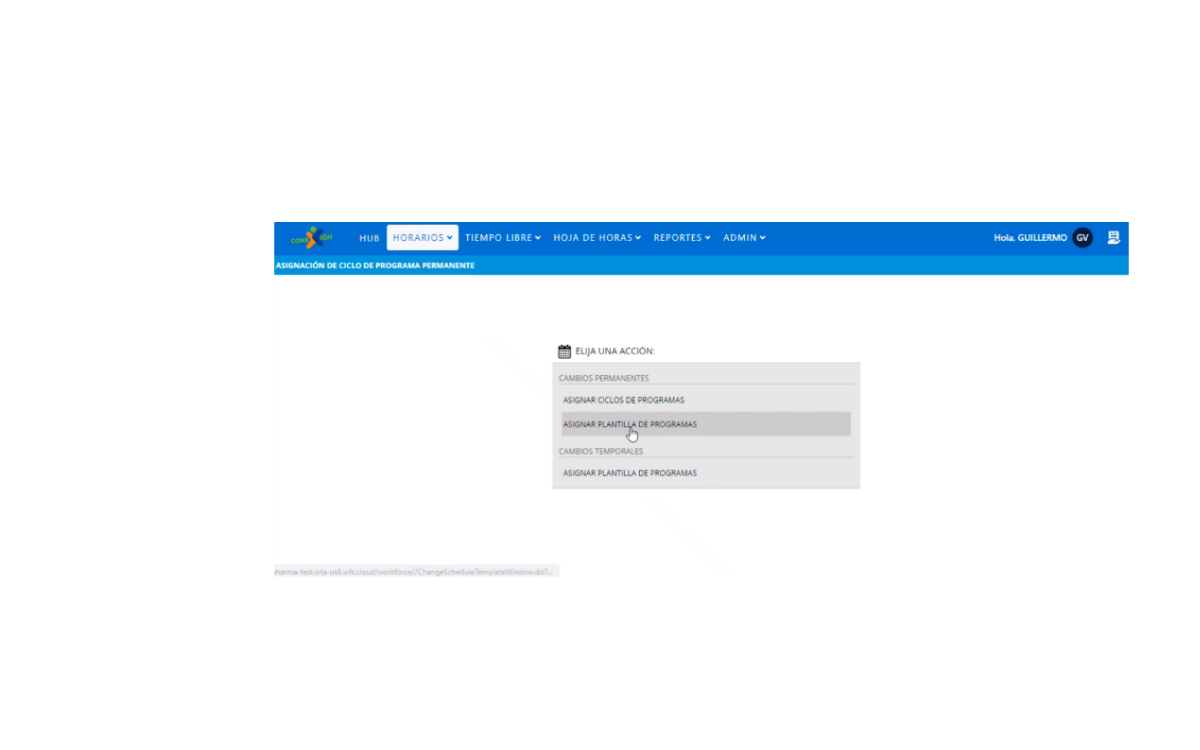 CONEXIÓN HUB HORARIOS TIEMPO LIBRE HOJA DE HORAS REPORTES ADMIN Hola, GUILLERMO GV
ASIGNACIÓN DE CICLO DE PROGRAMA PERMANENTE
ELIJA UNA ACCIÓN:
CAMBIOS PERMANENTES
ASIGNAR CICLOS DE PROGRAMAS
ASIGNAR PLANTILLA DE PROGRAMAS
CAMBIOS TEMPORALES
ASIGNAR PLANTILLA DE PROGRAMAS
harma-test.wta-us8.wfs.cloud/workforce//ChangeScheduleTemplateWindow.do?...